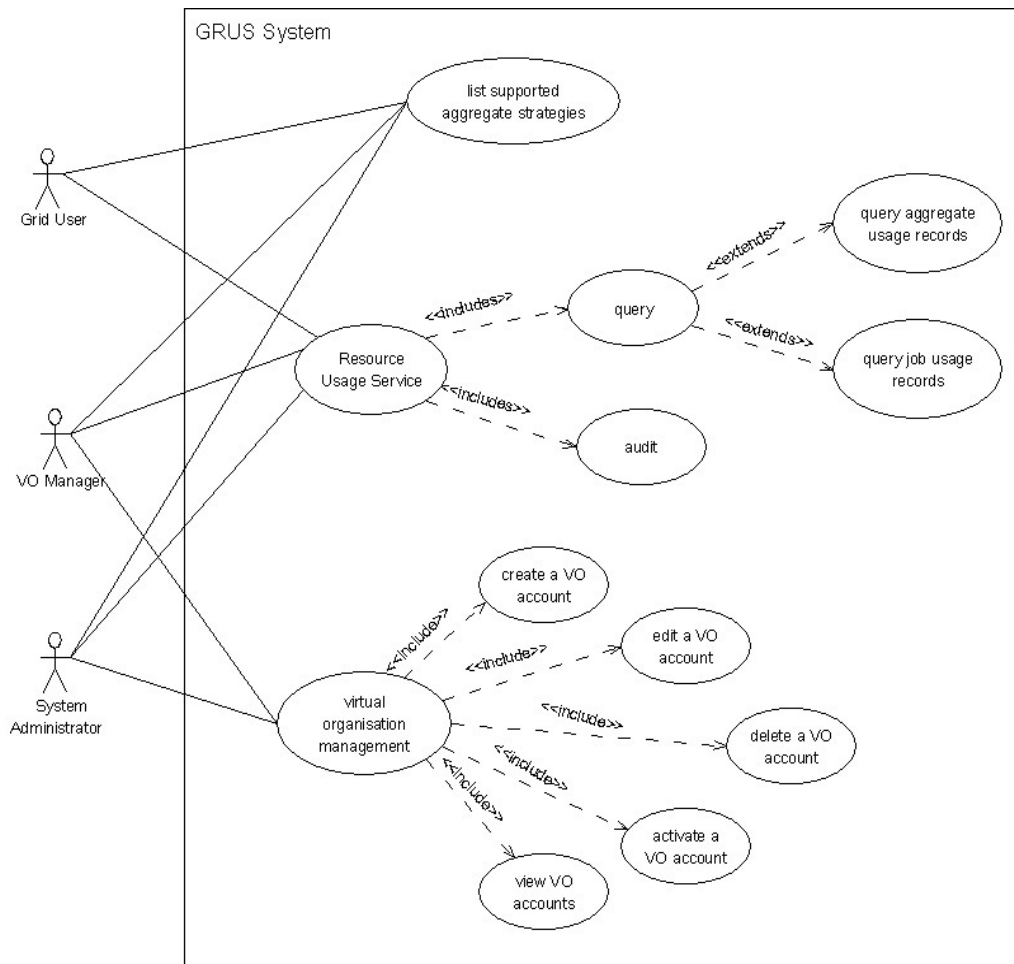 GRUS System
list supported
aggregate strategies
Grid User
query aggregate
usage records
<<extends>>
<<includes>>
query
<<extends>>
Resource
Usage Service
query job usage
records
<<includes>>
audit
VO Manager
create a VO
account
<<include>>
edit a VO
account
<<include>>
System
Administrator
virtual
organisation
management
<<include>>
delete a VO
account
<<include>>
<<include>>
activate a
VO account
view VO
accounts